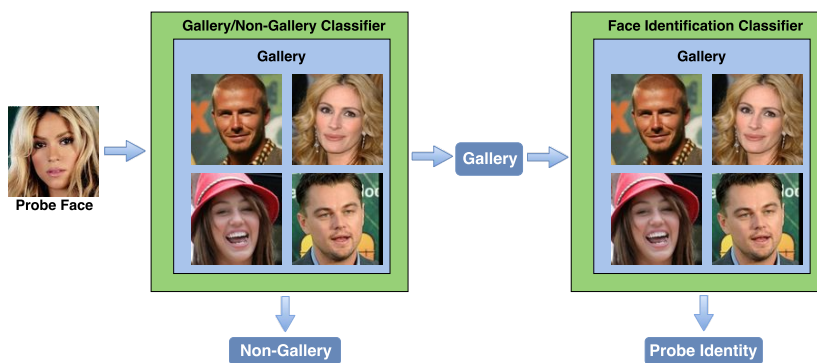 Gallery/Non-Gallery Classifier
Gallery
Probe Face
Gallery
Non-Gallery
Face Identification Classifier
Gallery
Probe Identity